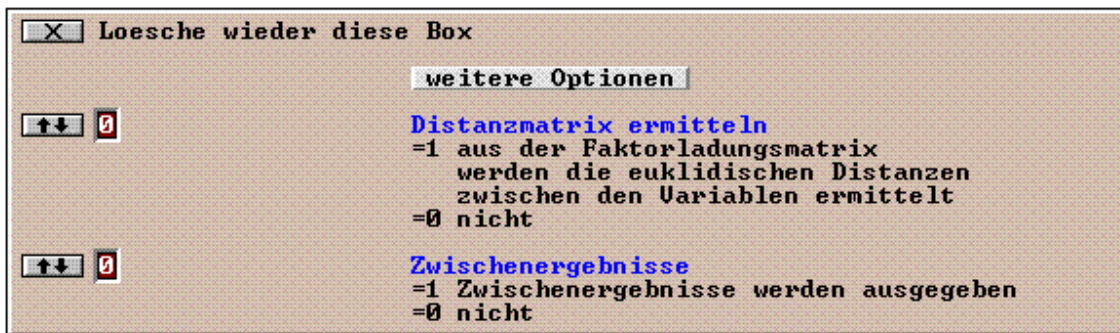 X Loesche wieder diese Box
weitere Optionen
0 Distanzmatrix ermitteln
=1 aus der Faktorladungsmatrix
werden die euklidischen Distanzen
zwischen den Variablen ermittelt
=0 nicht
0 Zwischenergebnisse
=1 Zwischenergebnisse werden ausgegeben
=0 nicht